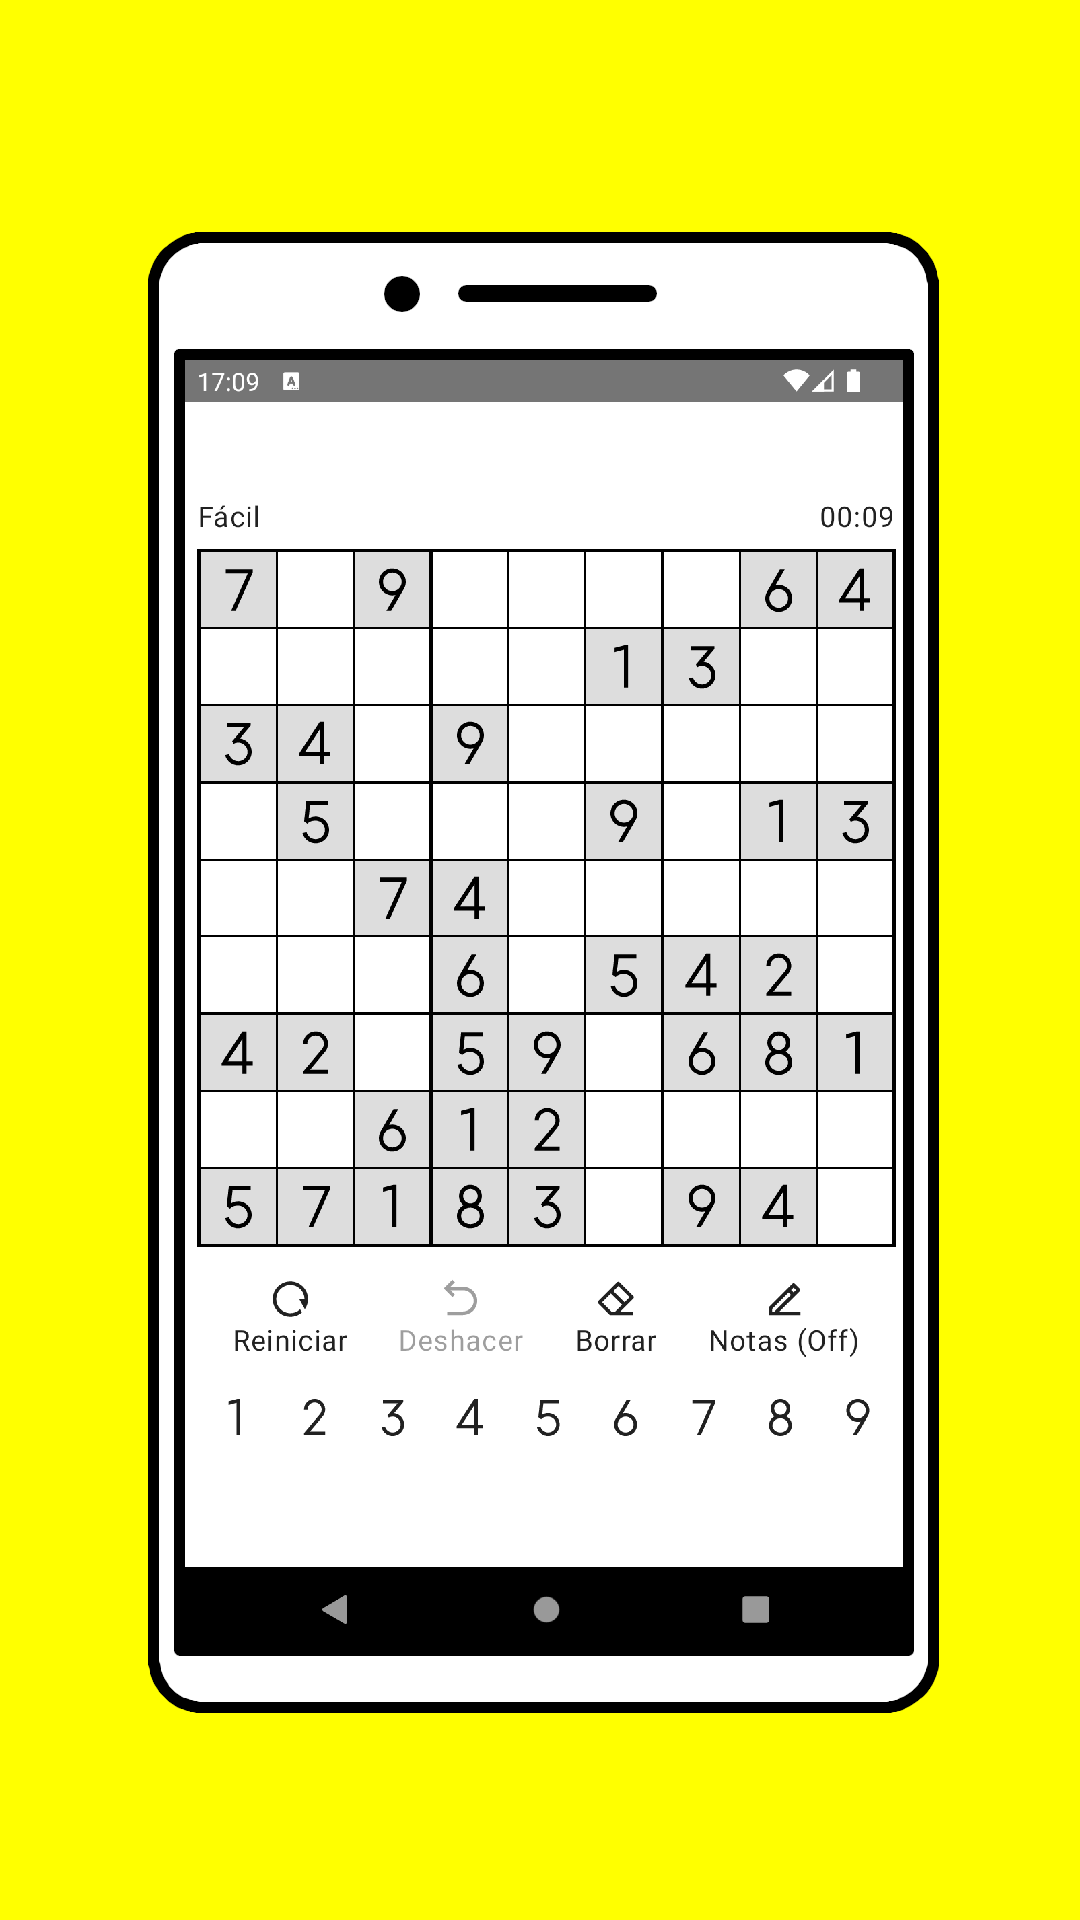 17:09 A
Fácil 00:09
7 9 6 4
1 3
3 4 9
5 9 1 3
7 4
6 5 4 2
4 2 5 9 6 8 1
6 1 2
5 7 1 8 3 9 4
Reiniciar Deshacer Borrar Notas (Off)
1 2 3 4 5 6 7 8 9